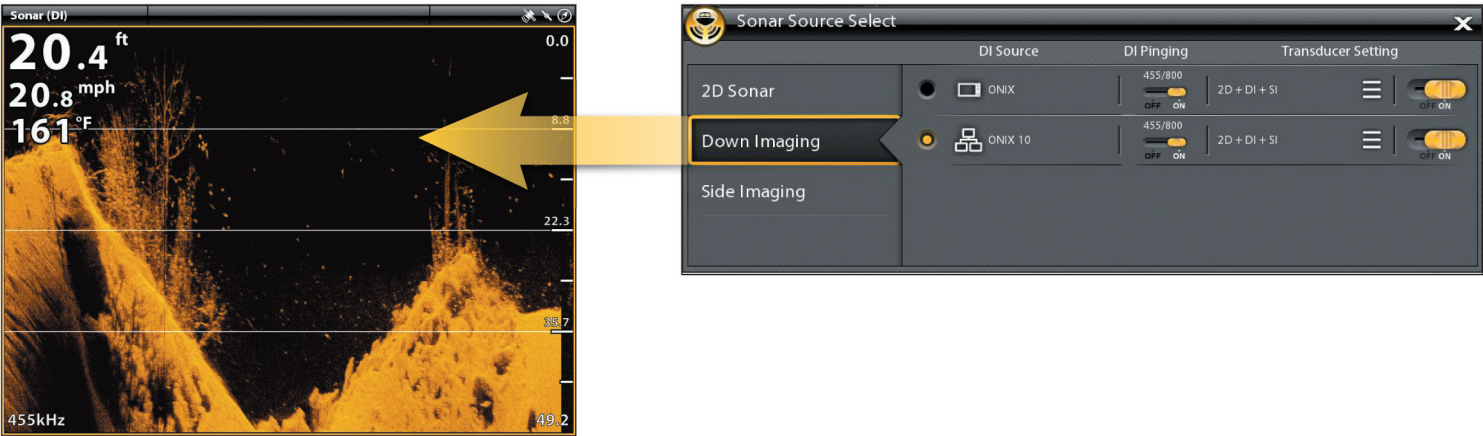 Sonar (DI)
20.4 ft
20.8 mph
161°F
0.0
8.8
22.3
35.7
49.2
455kHz
Sonar Source Select
X
DI Source DI Pinging Transducer Setting
2D Sonar
Down Imaging
Side Imaging
ONIX 455/800 OFF ON 2D + DI + SI OFF ON
ONIX 10 455/800 OFF ON 2D + DI + SI OFF ON